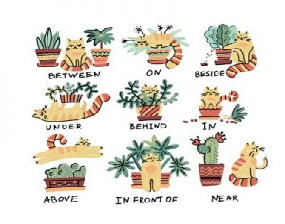 BETWEEN ON BESIDE
UNDER BEHIND IN
ABOVE IN FRONT OF NEAR